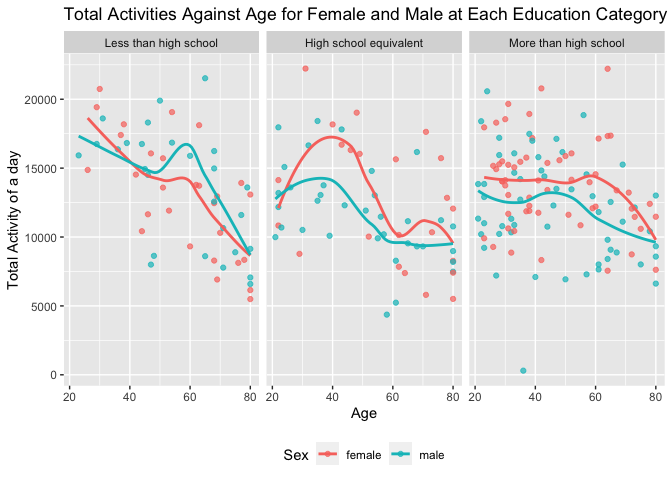 Total Activities Against Age for Female and Male at Each Education Category
Less than high school
High school equivalent
More than high school
Total Activity of a day
20000
15000
10000
5000
0
20 40 60 80
20 40 60 80
20 40 60 80
Age
Sex female male